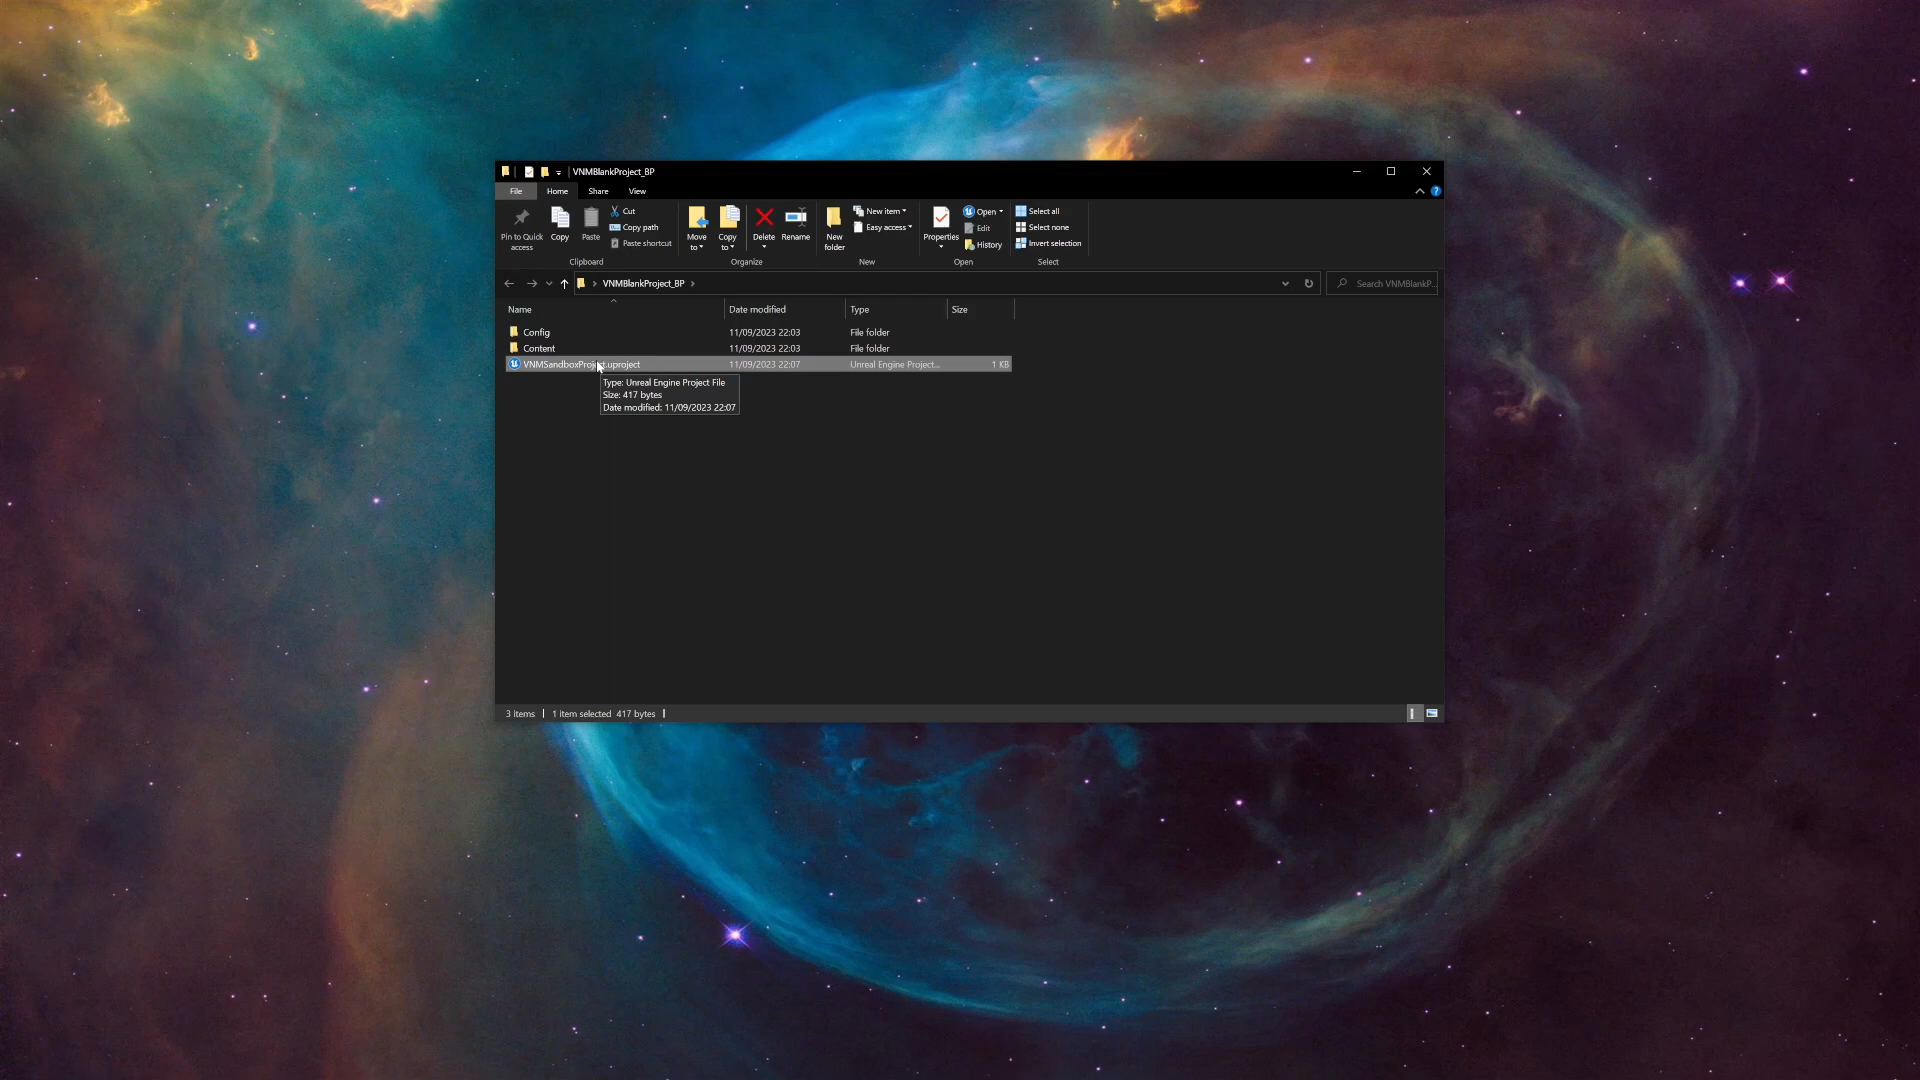 VNMBlankProject_BP
File Home Share View
Pin to Quick access
Copy
Paste
Cut
Copy path
Paste shortcut
Clipboard
Move to
Copy to
Delete
Rename
Organize
New folder
New item
Easy access
New
Properties
Open
Edit
History
Open
Select all
Select none
Invert selection
Select
VNMBlankProject_BP
Search VNMBlankP...
Name Date modified Type Size
Config 11/09/2023 22:03 File folder
Content 11/09/2023 22:03 File folder
VNMSandboxProject.uproject 11/09/2023 22:07 Unreal Engine Project... 1 KB
Type: Unreal Engine Project File
Size: 417 bytes
Date modified: 11/09/2023 22:07
3 items 1 item selected 417 bytes